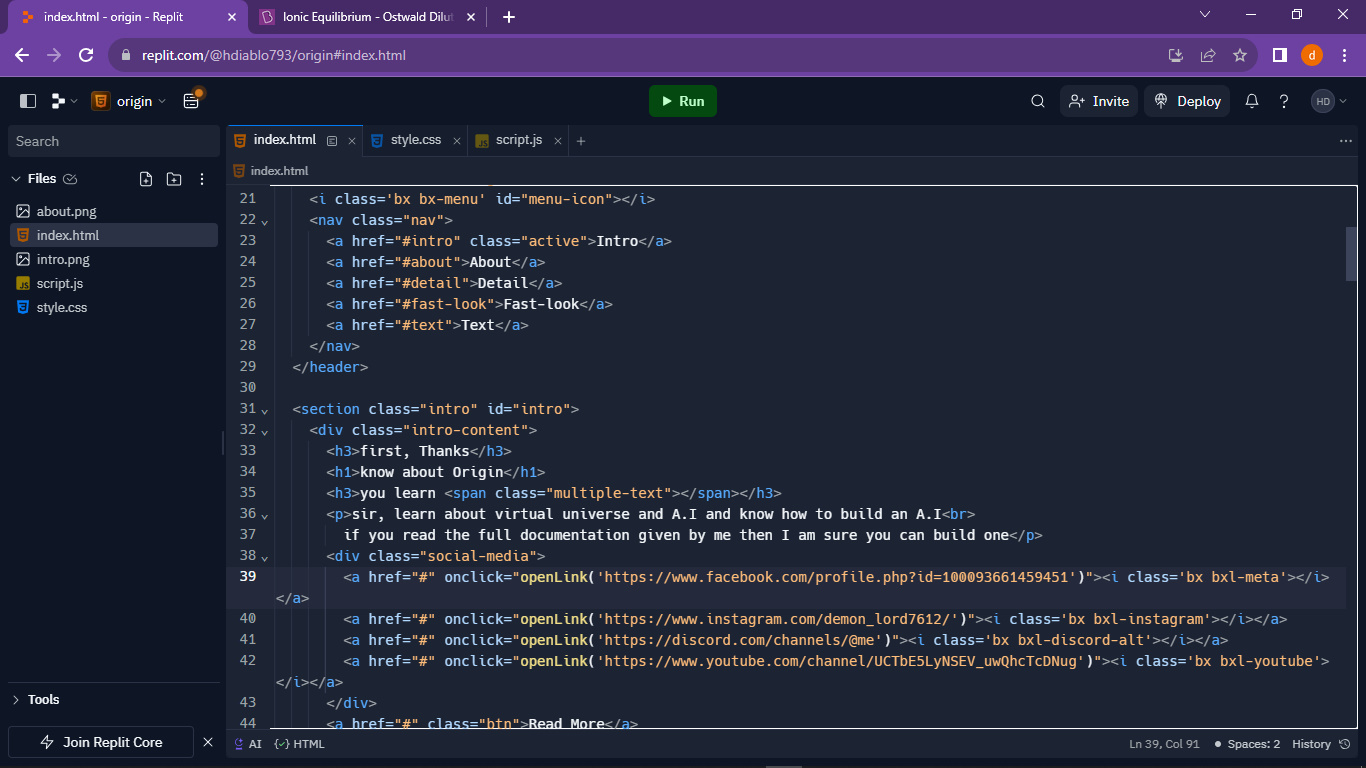 index.html - origin - Replit
Ionic Equilibrium - Ostwald Dilut
replit.com/@hdiablo793/origin#index.html
d
origin
Run
Invite
Deploy
HD
Search
index.html
style.css
script.js
Files
index.html
about.png
index.html
intro.png
script.js
style.css
21 <i class='bx bx-menu' id="menu-icon"></i>
22 <nav class="nav">
23 <a href="#intro" class="active">Intro</a>
24 <a href="#about">About</a>
25 <a href="#detail">Detail</a>
26 <a href="#fast-look">Fast-look</a>
27 <a href="#text">Text</a>
28 </nav>
29 </header>
30
31 <section class="intro" id="intro">
32 <div class="intro-content">
33 <h3>first, Thanks</h3>
34 <h1>know about Origin</h1>
35 <h3>you learn <span class="multiple-text"></span></h3>
36 <p>sir, learn about virtual universe and A.I and know how to build an A.I<br>
37 if you read the full documentation given by me then I am sure you can build one</p>
38 <div class="social-media">
39 <a href="#" onclick="openLink('https://www.facebook.com/profile.php?id=100093661459451')"><i class='bx bxl-meta'></i>
</a>
40 <a href="#" onclick="openLink('https://www.instagram.com/demon_lord7612/')"><i class='bx bxl-instagram'></i></a>
41 <a href="#" onclick="openLink('https://discord.com/channels/@me')"><i class='bx bxl-discord-alt'></i></a>
42 <a href="#" onclick="openLink('https://www.youtube.com/channel/UCTbE5LyNSEV_uwQhcTcDNug')"><i class='bx bxl-youtube'>
</i></a>
43 </div>
44 <a href="#" class="btn">Read More</a>
Tools
Join Replit Core
AI
HTML
Ln 39, Col 91
Spaces: 2
History